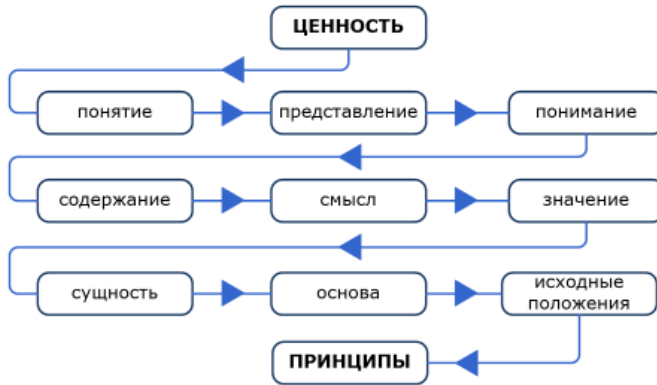 ЦЕННОСТЬ
понятие
представление
понимание
содержание
смысл
значение
сущность
основа
исходные
положения
ПРИНЦИПЫ